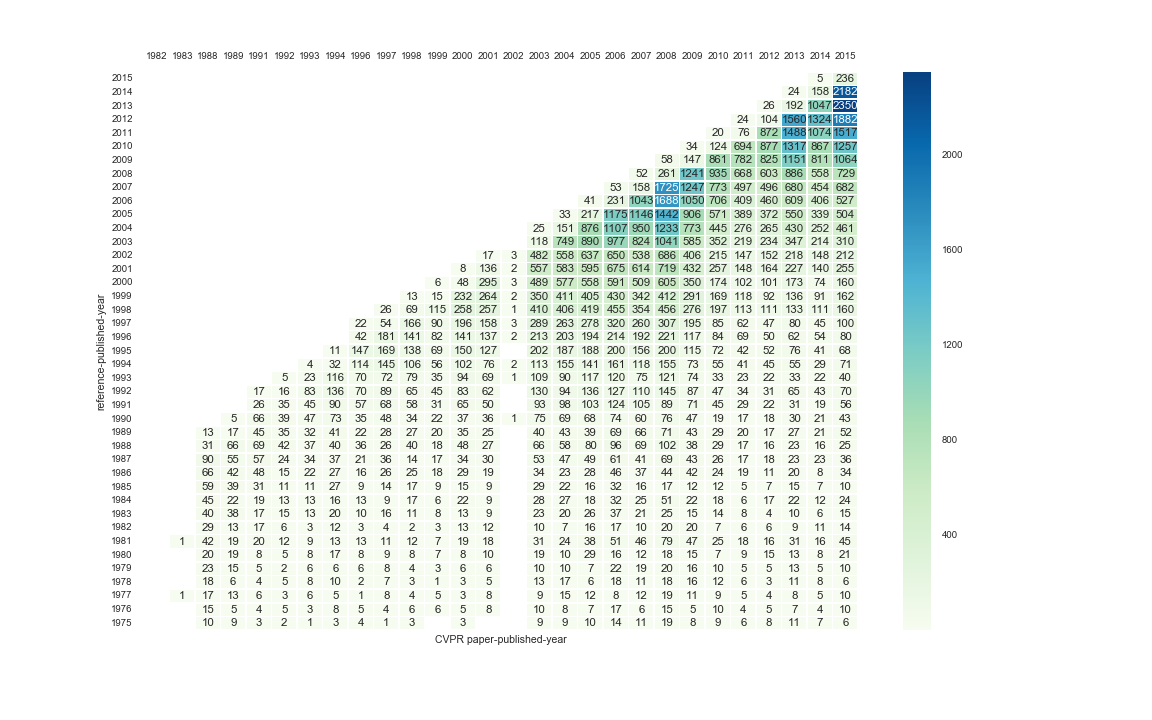 1982 1983 1988 1989 1991 1992 1993 1994 1996 1997 1998 1999 2000 2001 2002 2003 2004 2005 2006 2007 2008 2009 2010 2011 2012 2013 2014 2015
2015 5 236
2014 24 158 2182
2013 26 192 1047 2350
2012 24 104 1560 1324 1882
2011 20 76 872 1488 1074 1517
2010 34 124 694 877 1317 867 1257
2009 58 147 861 782 825 1151 811 1064
2008 52 261 1241 935 668 603 886 558 729
2007 53 158 1725 1247 773 497 496 680 454 682
2006 41 231 1043 1688 1050 706 409 460 609 406 527
2005 33 217 1175 1146 1442 906 571 389 372 550 339 504
2004 25 151 876 1107 950 1233 773 445 276 265 430 252 461
2003 118 749 890 977 824 1041 585 352 219 234 347 214 310
2002 17 3 482 558 637 650 538 686 406 215 147 152 218 148 212
2001 8 136 2 557 583 595 675 614 719 432 257 148 164 227 140 255
2000 6 48 295 3 489 577 558 591 509 605 350 174 102 101 173 74 160
1999 13 15 232 264 2 350 411 405 430 342 412 291 169 118 92 136 91 162
1998 26 69 115 258 257 1 410 406 419 455 354 456 276 197 113 111 133 111 160
1997 22 54 166 90 196 158 3 289 263 278 320 260 307 195 85 62 47 80 45 100
1996 42 181 141 82 141 137 2 213 203 194 214 192 221 117 84 69 50 62 54 80
1995 11 147 169 138 69 150 127 202 187 188 200 156 200 115 72 42 52 76 41 68
1994 4 32 114 145 106 56 102 76 2 113 155 141 161 118 155 73 55 41 45 55 29 71
1993 5 23 116 70 72 79 35 94 69 1 109 90 117 120 75 121 74 33 23 22 33 22 40
1992 17 16 83 136 70 89 65 45 83 62 130 94 136 127 110 145 87 47 34 31 65 43 70
1991 26 35 45 90 57 68 58 31 65 50 93 98 103 124 105 89 71 45 29 22 31 19 56
1990 5 66 39 47 73 35 48 34 22 37 36 1 75 69 68 74 60 76 47 19 17 18 30 21 43
1989 13 17 45 35 32 41 22 28 27 20 35 25 40 43 39 69 66 71 43 29 20 17 27 21 52
1988 31 66 69 42 37 40 36 26 40 18 48 27 66 58 80 96 69 102 38 29 17 16 23 16 25
1987 90 55 57 24 34 37 21 36 14 17 34 30 53 47 49 61 41 69 43 26 17 18 23 23 36
1986 66 42 48 15 22 27 16 26 25 18 29 19 34 23 28 46 37 44 42 24 19 11 20 8 34
1985 59 39 31 11 11 27 9 14 17 9 15 9 29 22 16 32 16 17 12 12 5 7 15 7 10
1984 45 22 19 13 13 16 13 9 17 6 22 9 28 27 18 32 25 51 22 18 6 17 22 12 24
1983 40 38 17 15 13 20 10 16 11 8 13 9 23 20 26 37 21 25 15 14 8 4 10 6 15
1982 29 13 17 6 3 12 3 4 2 3 13 12 10 7 16 17 10 20 20 7 6 6 9 11 14
1981 1 42 19 20 12 9 13 13 11 12 7 19 18 31 24 38 51 46 79 47 25 18 16 31 16 45
1980 20 19 8 5 8 17 8 9 8 7 8 10 19 10 29 16 12 18 15 7 9 15 13 8 21
1979 23 15 5 2 6 6 6 8 4 3 6 6 10 10 7 22 19 20 16 10 5 5 13 5 10
1978 18 6 4 5 8 10 2 7 3 1 3 5 13 17 6 18 11 18 16 12 6 3 11 8 6
1977 1 17 13 6 3 6 5 1 8 4 5 3 8 9 15 12 8 12 19 11 9 5 4 8 5 10
1976 15 5 4 5 3 8 5 4 6 6 5 8 10 8 7 17 6 15 5 10 4 5 7 4 10
1975 10 9 3 2 1 3 4 1 3 3 9 9 10 14 11 19 8 9 6 8 11 7 6
reference-published-year
CVPR paper-published-year
2000
1600
1200
800
400